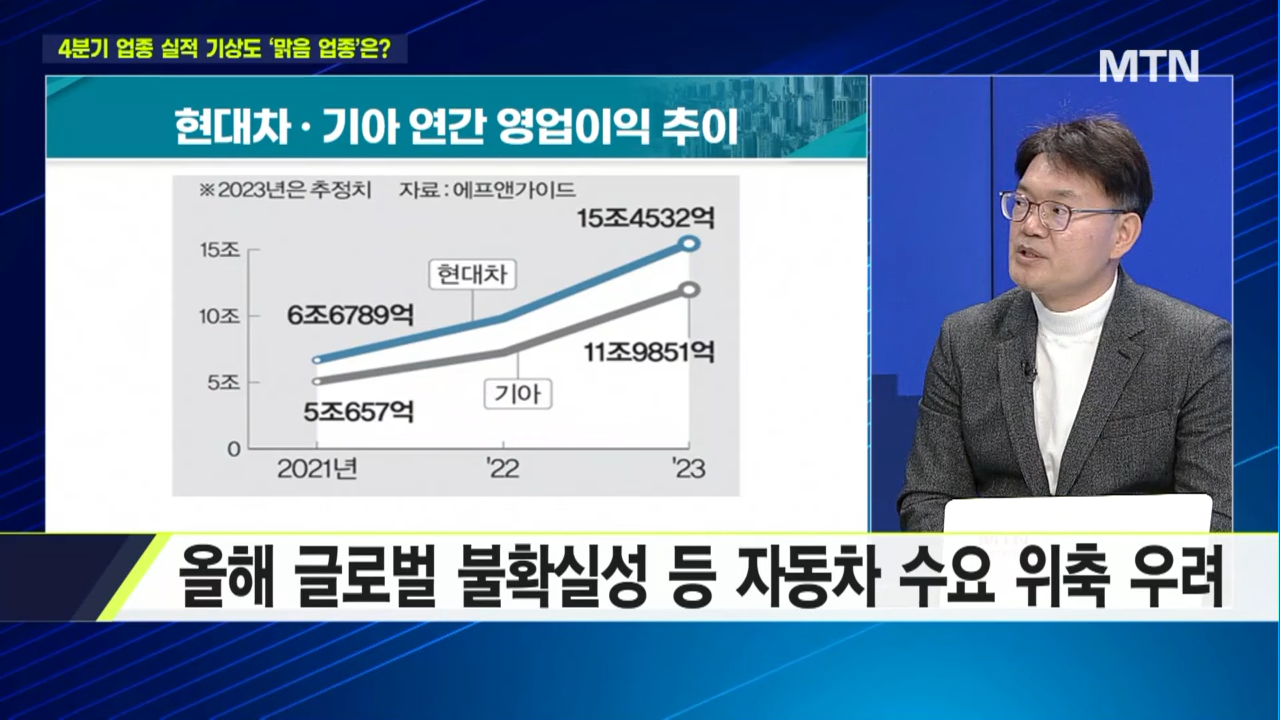 4분기 업종 실적 기상도 '맑음 업종'은?
MTN
현대차·기아 연간 영업이익 추이
※2023년은 추정치 자료:에프앤가이드
15조4532억
15조
현대차
6조6789억
10조
11조9851억
5조
기아
5조657억
0
2021년 '22 '23
올해 글로벌 불확실성 등 자동차 수요 위축 우려